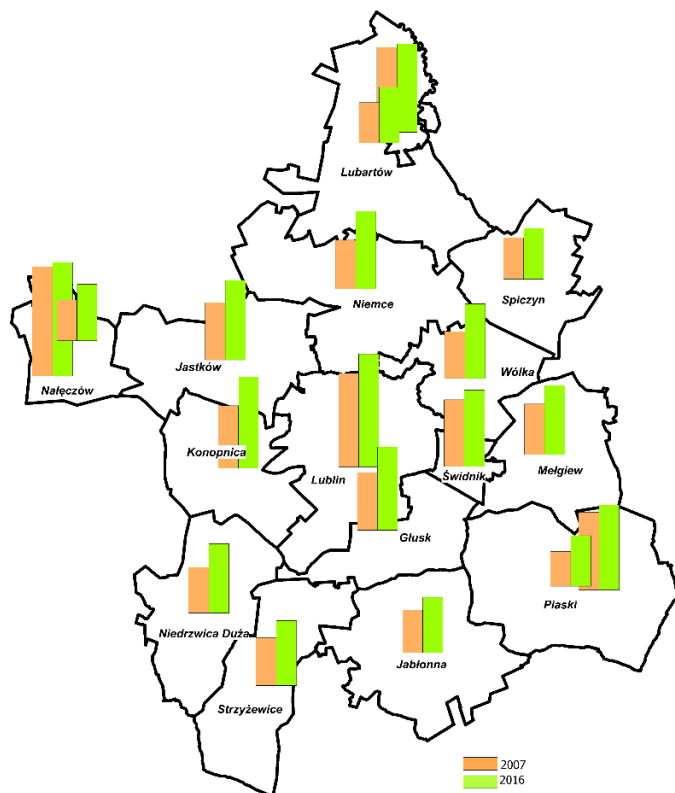 Lubartów
Niemce
Spiczyn
Nałęczów
Jastków
Wólka
Konopnica
Lublin
Świdnik
Mełgiew
Głusk
Piaski
Niedrzwica Duża
Jabłonna
Strzyżewice
2007
2016